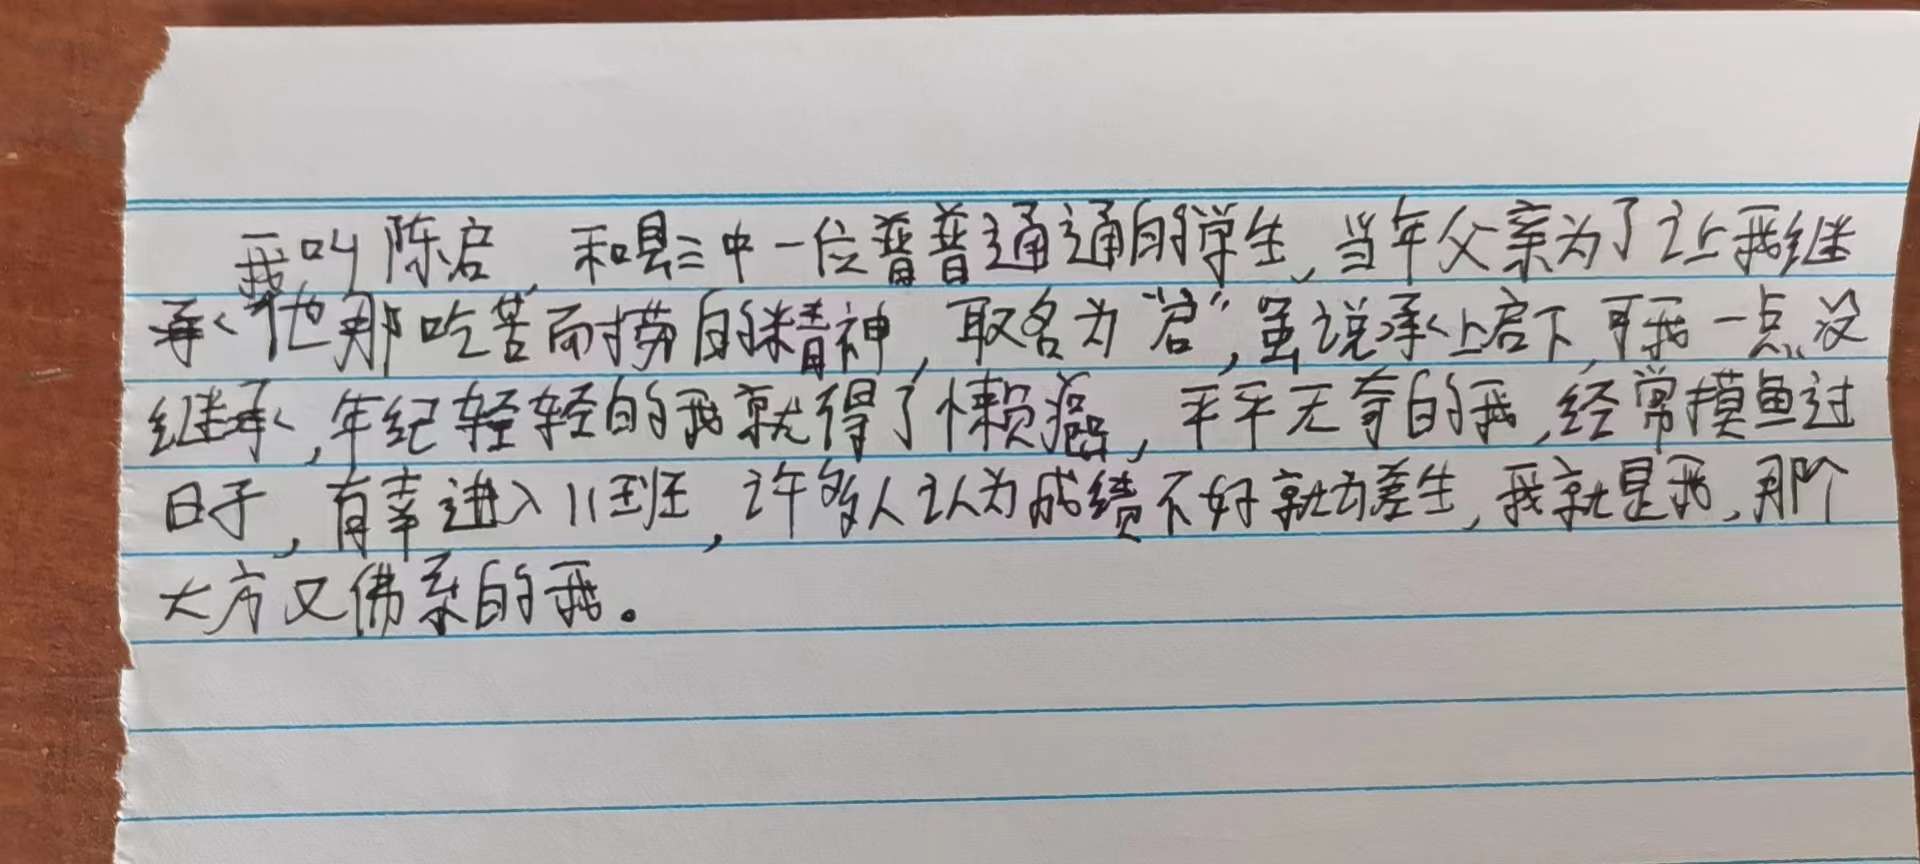 我叫陈启,和县三中一位普普通通的学生,当年父亲为了让我继
承他那吃苦而捞的精神,取名为“启”,虽说承上启下,可我一点没
继承,年纪轻轻的我就得了懒癌,平平无奇的我,经常摸鱼过
日子,有幸进入11班,许多人认为成绩不好就为差生,我就是我,那个
大方又佛系的我。